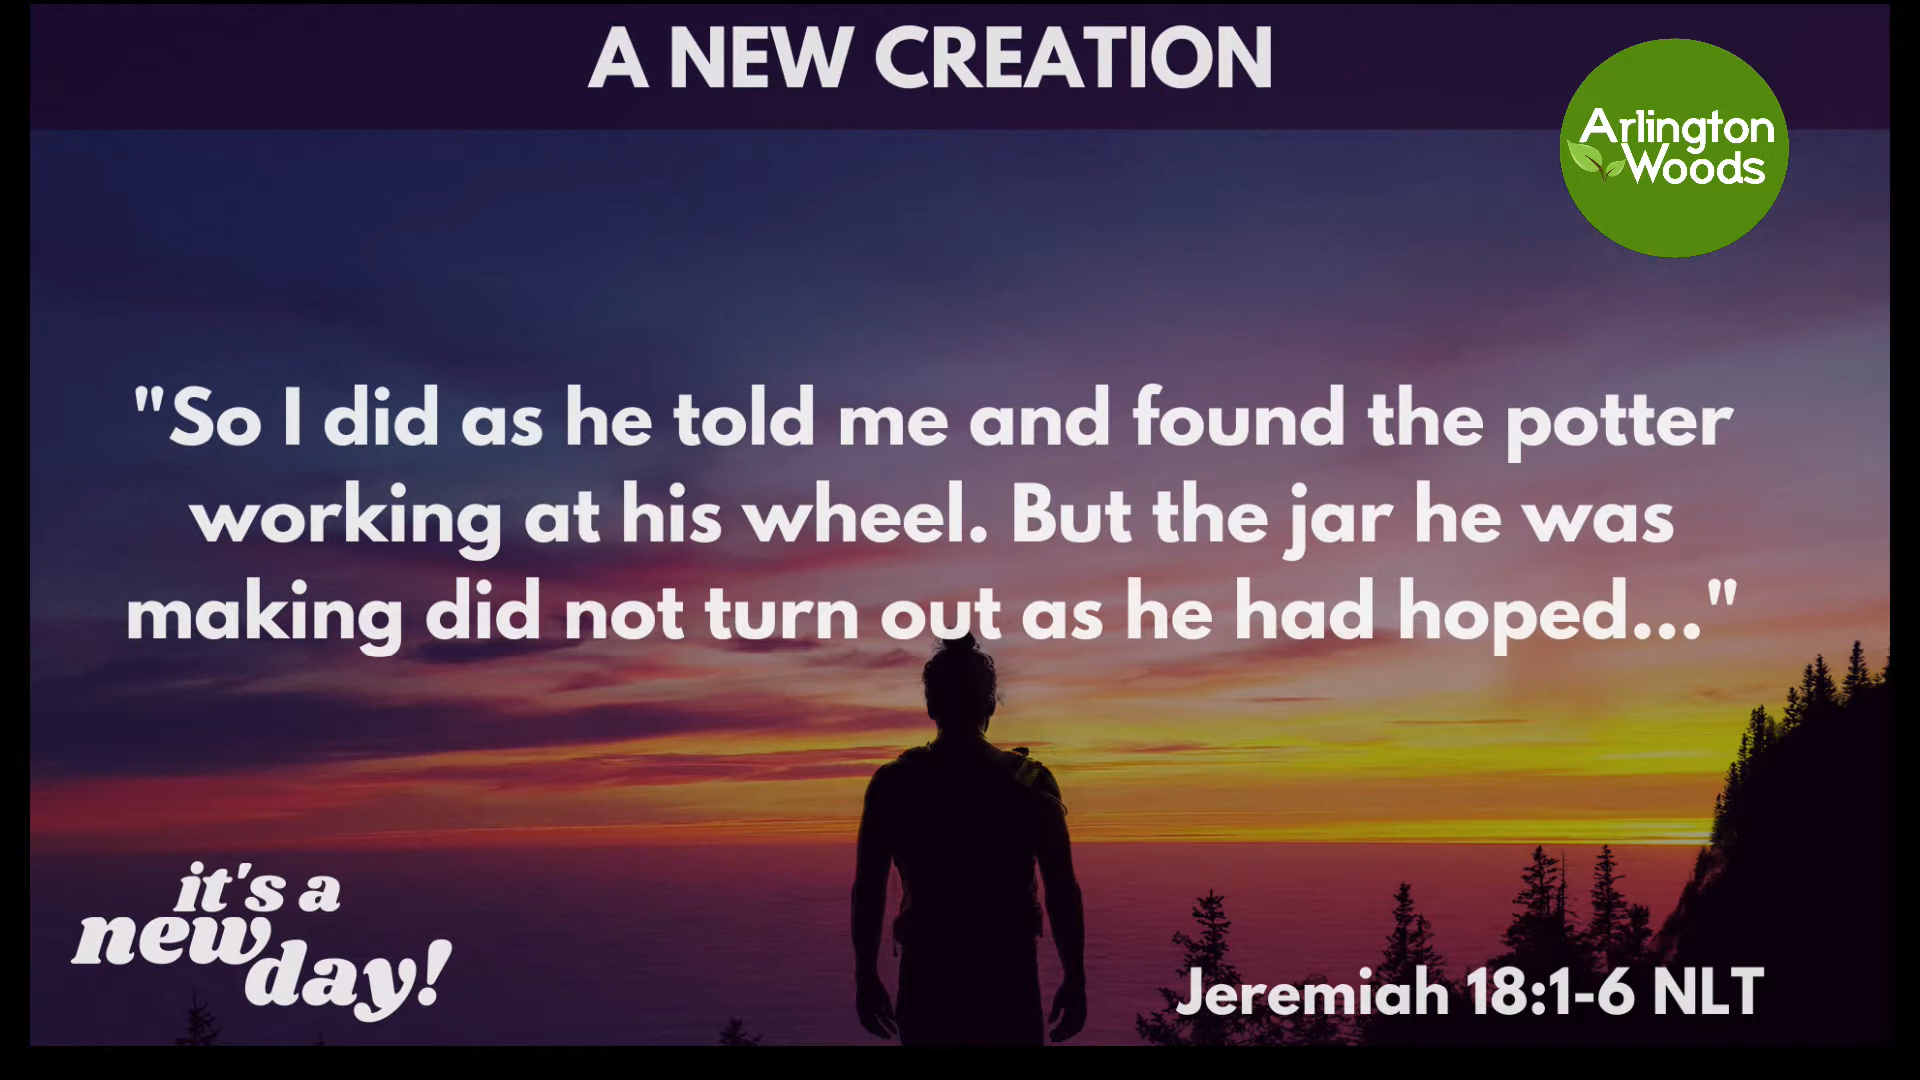 A NEW CREATION
Arlington
Woods
"So I did as he told me and found the potter
working at his wheel. But the jar he was
making did not turn out as he had hoped..."
it's a
new
day!
Jeremiah 18:1-6 NLT